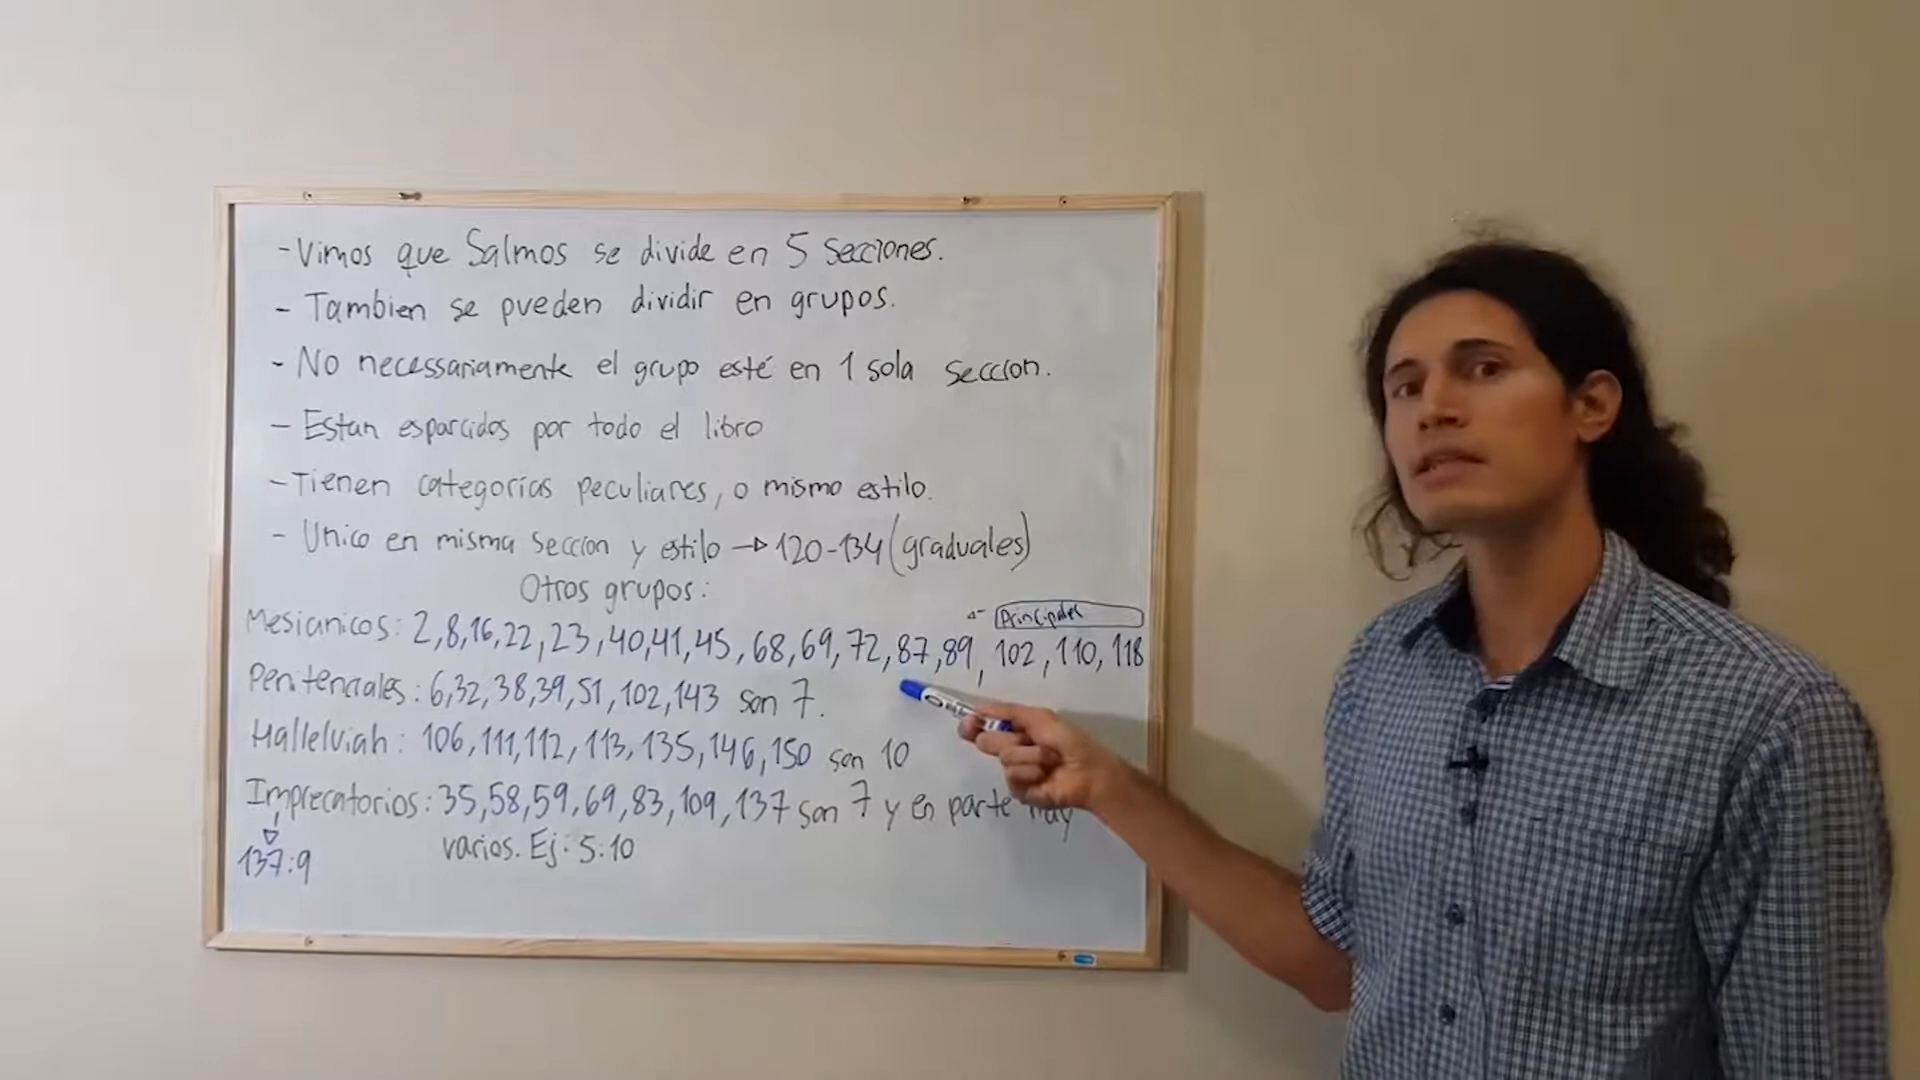 - Vimos que Salmos se divide en 5 secciones.
- Tambien se pueden dividir en grupos.
- No necessariamente el grupo esté en 1 sola seccion.
- Estan esparcidos por todo el libro
- Tienen categorías peculiares, o mismo estilo.
- Unico en misma seccion y estilo → 120-134 (graduales)
Otros grupos:
Principales
Mesianicos: 2,8,16,22,23,40,41,45,68,69,72,87,89,102,110,118
Penitenciales: 6,32,38,39,51,102,143 son 7.
Halleluiah: 106,111,112,113,135,146,150 son 10
Imprecatorios: 35,58,59,69,83,109,137 son 7 y en parte hay
varios. Ej: 5:10
137:9